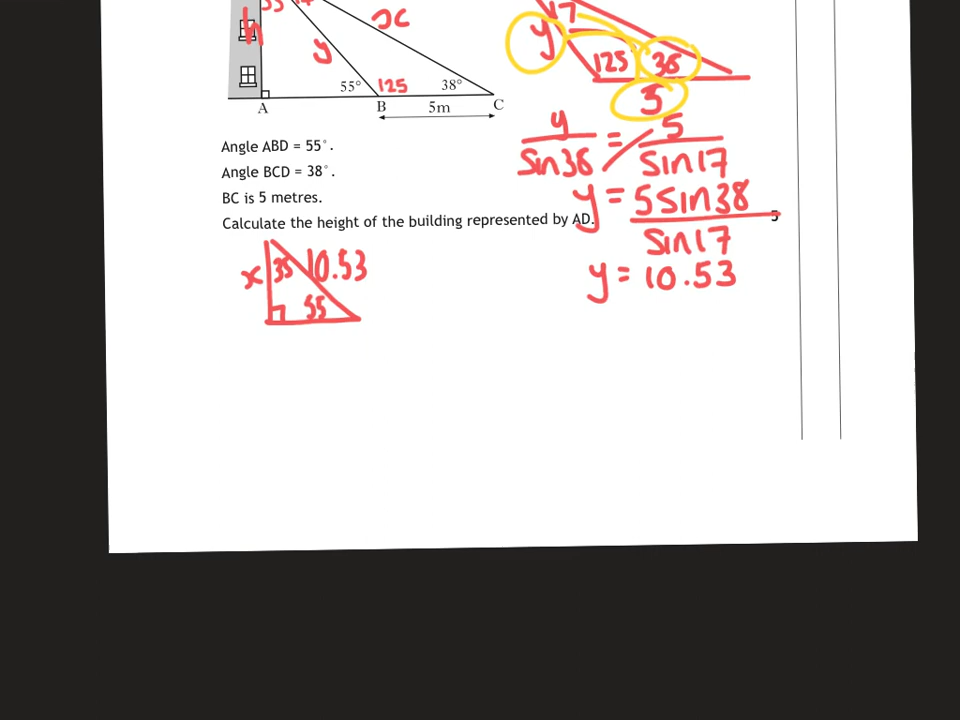 h
x
y
17
y
125
38
5
55°
125
38°
A
B
5m
C
Angle ABD = 55°.
Angle BCD = 38°.
BC is 5 metres.
Calculate the height of the building represented by AD.
5
y/sin38 = 5/sin17
y = 5sin38/sin17
y = 10.53
x
35
10.53
55